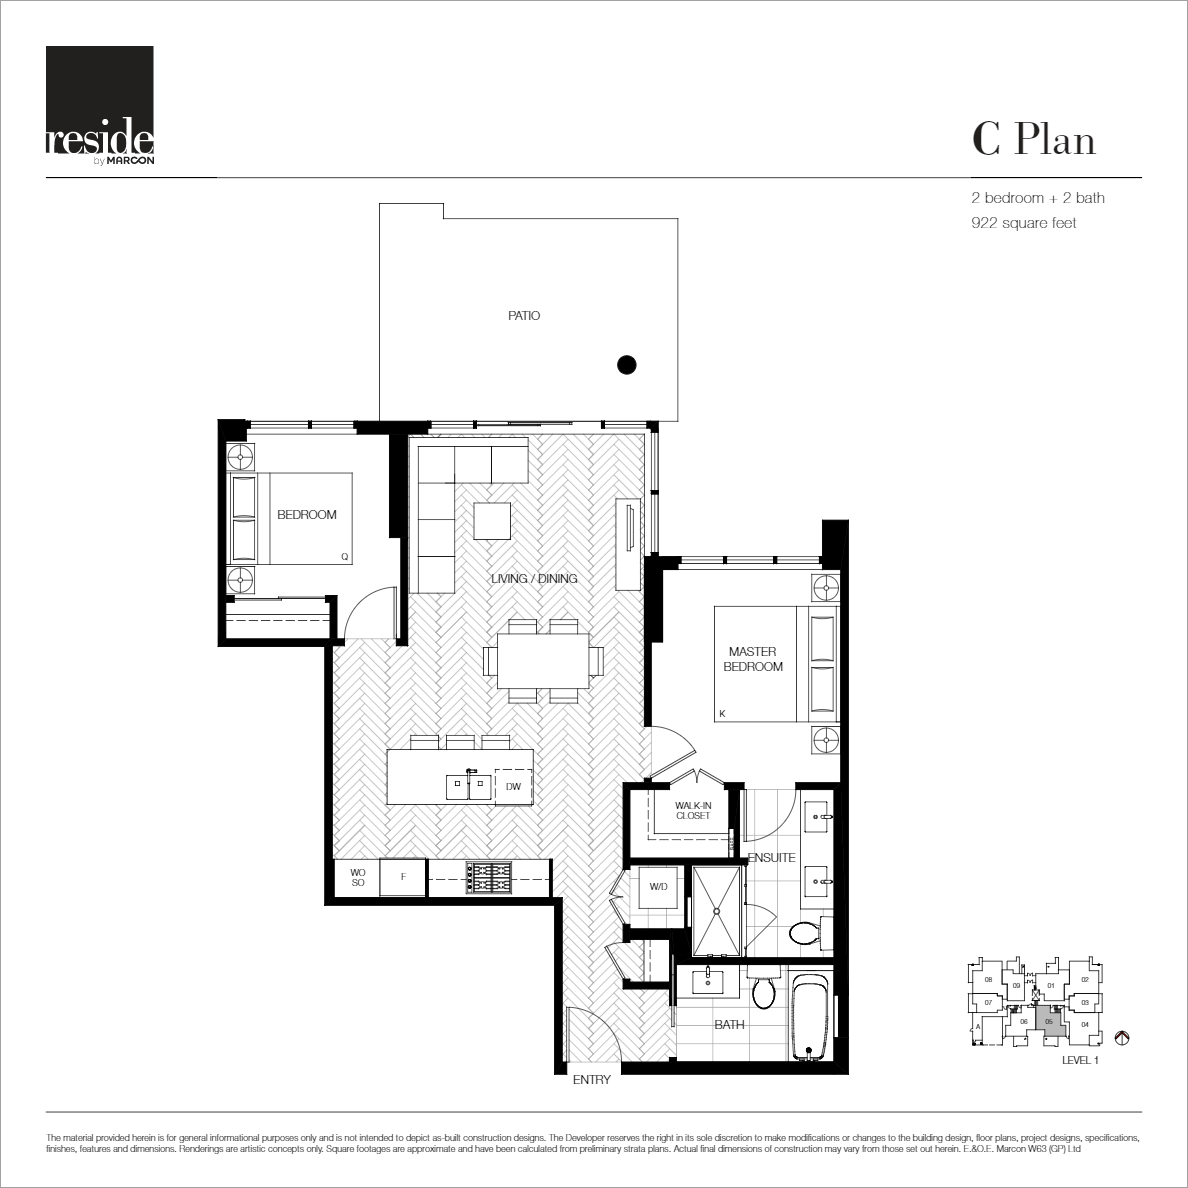 reside
by MARCON
C Plan
2 bedroom + 2 bath
922 square feet
PATIO
BEDROOM
Q
LIVING / DINING
MASTER
BEDROOM
K
DW
WALK-IN
CLOSET
ENSUITE
WO
SO
F
W/D
BATH
ENTRY
08
09
01
02
07
03
A
06
05
04
LEVEL 1
The material provided herein is for general informational purposes only and is not intended to depict as-built construction designs. The Developer reserves the right in its sole discretion to make modifications or changes to the building design, floor plans, project designs, specifications,
finishes, features and dimensions. Renderings are artistic concepts only. Square footages are approximate and have been calculated from preliminary strata plans. Actual final dimensions of construction may vary from those set out herein. E.&O.E. Marcon W63 (GP) Ltd